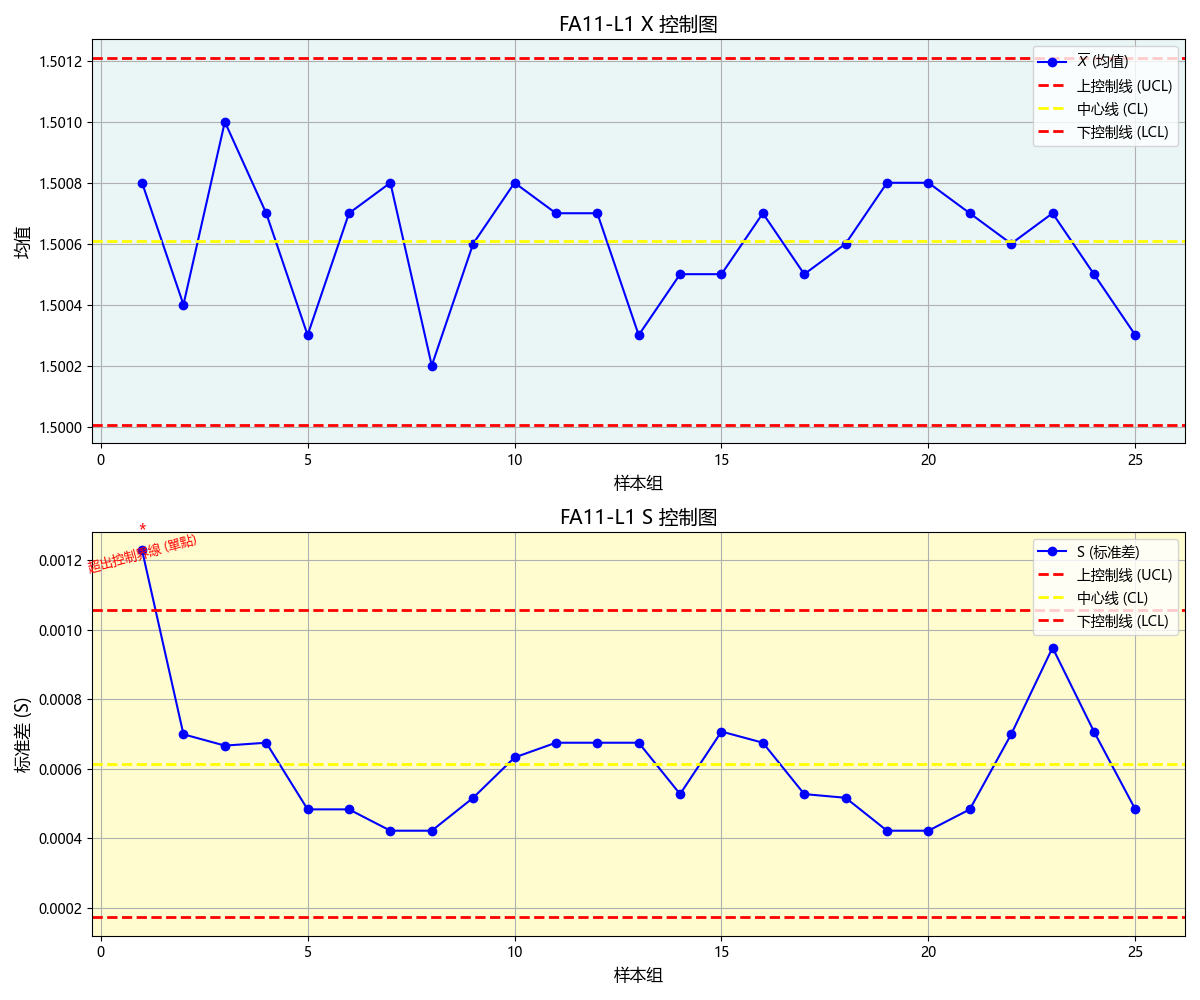 FA11-L1 X 控制图
均值
1.5012
1.5010
1.5008
1.5006
1.5004
1.5002
1.5000
X (均值)
上控制线 (UCL)
中心线 (CL)
下控制线 (LCL)
0 5 10 15 20 25
样本组
FA11-L1 S 控制图
标准差 (S)
0.0012
0.0010
0.0008
0.0006
0.0004
0.0002
*
超出控制界線 (單點)
S (标准差)
上控制线 (UCL)
中心线 (CL)
下控制线 (LCL)
0 5 10 15 20 25
样本组